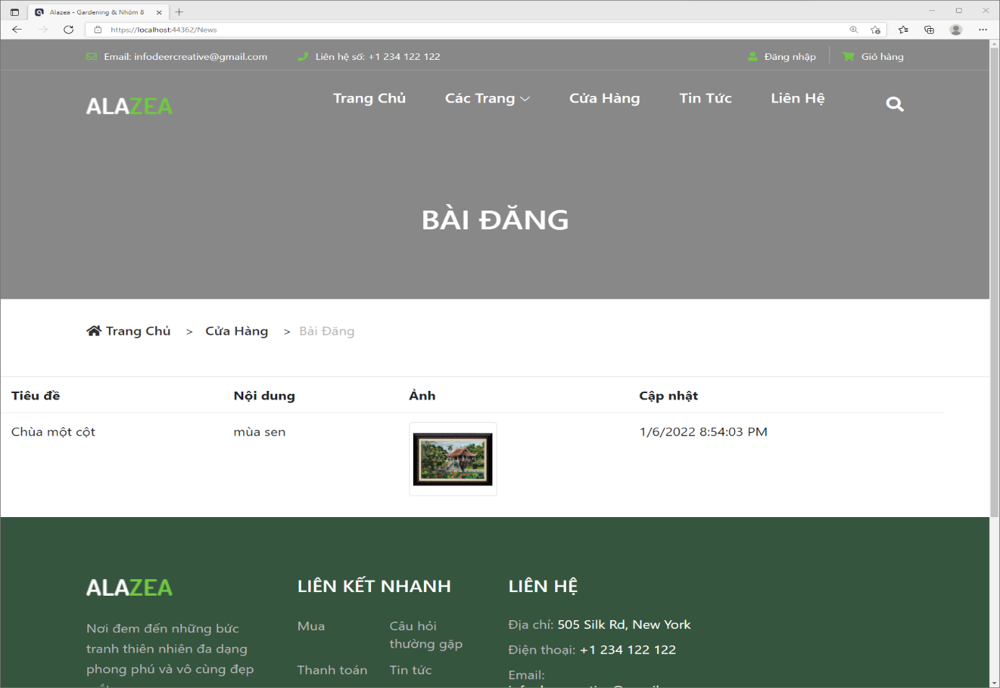 Alazea - Gardening & Nhóm 8
https://localhost:44362/News
Email: infodeercreative@gmail.com
Liên hệ số: +1 234 122 122
Đăng nhập
Giỏ hàng
ALAZEA
Trang Chủ
Các Trang
Cửa Hàng
Tin Tức
Liên Hệ
BÀI ĐĂNG
Trang Chủ > Cửa Hàng > Bài Đăng
Tiêu đề Nội dung Ảnh Cập nhật
Chùa một cột mùa sen 1/6/2022 8:54:03 PM
ALAZEA
Nơi đem đến những bức
tranh thiên nhiên đa dạng
phong phú và vô cùng đẹp
LIÊN KẾT NHANH
Mua
Câu hỏi
thường gặp
Thanh toán
Tin tức
LIÊN HỆ
Địa chỉ: 505 Silk Rd, New York
Điện thoại: +1 234 122 122
Email: